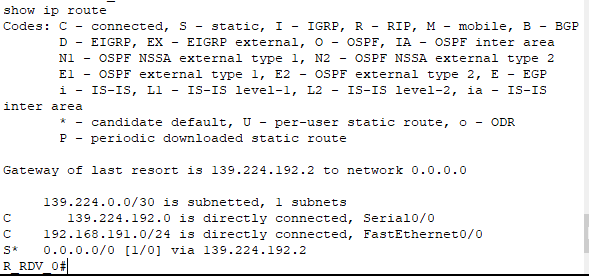 show ip route
Codes: C - connected, S - static, I - IGRP, R - RIP, M - mobile, B - BGP
D - EIGRP, EX - EIGRP external, O - OSPF, IA - OSPF inter area
N1 - OSPF NSSA external type 1, N2 - OSPF NSSA external type 2
E1 - OSPF external type 1, E2 - OSPF external type 2, E - EGP
i - IS-IS, L1 - IS-IS level-1, L2 - IS-IS level-2, ia - IS-IS
inter area
* - candidate default, U - per-user static route, o - ODR
P - periodic downloaded static route
Gateway of last resort is 139.224.192.2 to network 0.0.0.0
139.224.0.0/30 is subnetted, 1 subnets
C 139.224.192.0 is directly connected, Serial0/0
C 192.168.191.0/24 is directly connected, FastEthernet0/0
S* 0.0.0.0/0 [1/0] via 139.224.192.2
R_RDV_0#